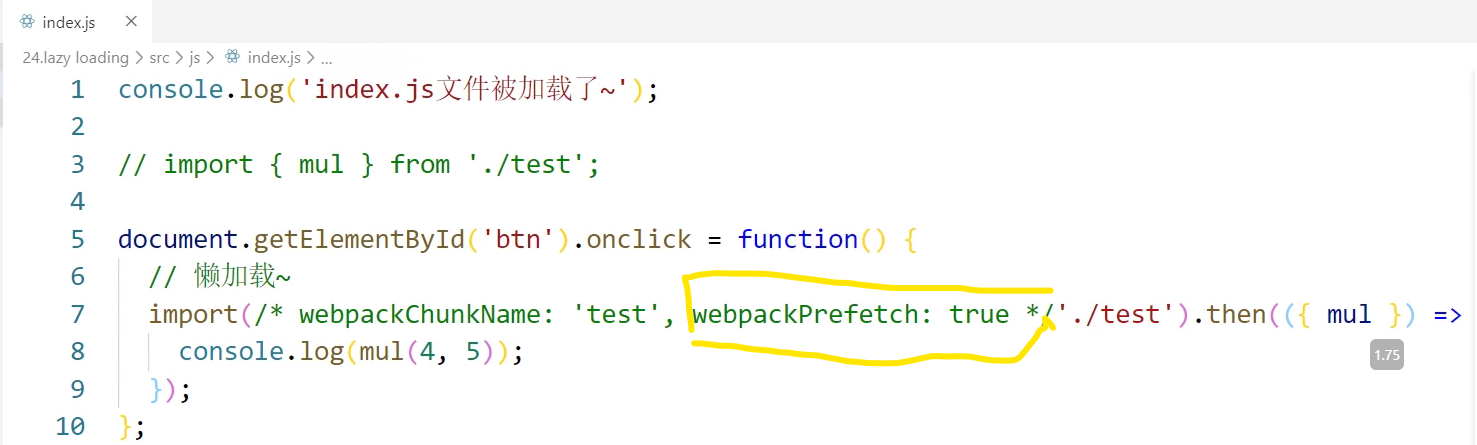 index.js
24.lazy loading > src > js > index.js > ...
1 console.log('index.js文件被加载了~');
2
3 // import { mul } from './test';
4
5 document.getElementById('btn').onclick = function() {
6 // 懒加载~
7 import(/* webpackChunkName: 'test', webpackPrefetch: true */'./test').then(({ mul }) =>
8 console.log(mul(4, 5));
1.75
9 });
10 };